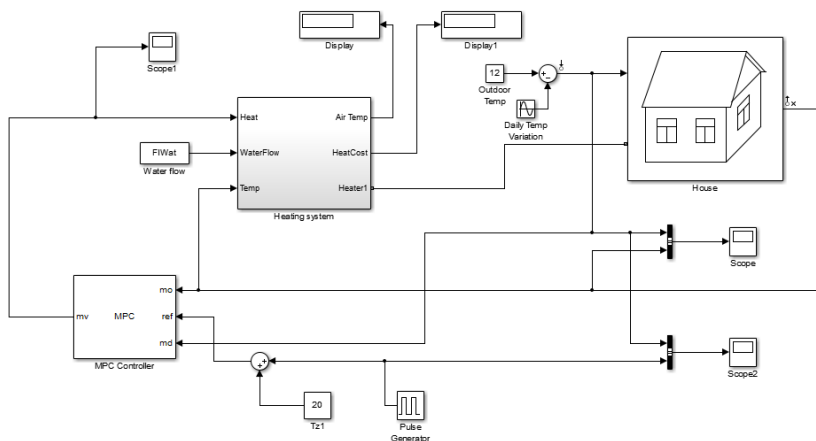 Display
Display1
Scope1
12
Outdoor
Temp
Daily Temp
Variation
House
Heat
Air Temp
FlWat
Water flow
WaterFlow
HeatCost
Temp
Heater1
Heating system
Scope
mv
MPC
mo
ref
md
MPC Controller
20
Tz1
Pulse
Generator
Scope2